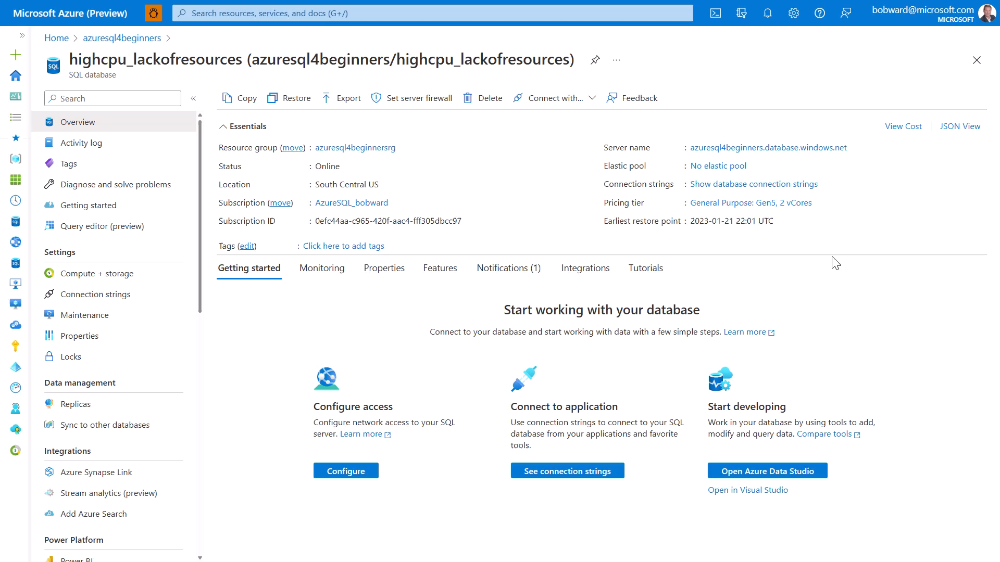 Microsoft Azure (Preview)
Search resources, services, and docs (G+/)
bobward@microsoft.com
MICROSOFT
Home
azuresql4beginners
highcpu_lackofresources (azuresql4beginners/highcpu_lackofresources)
SQL
SQL database
Search
Copy
Restore
Export
Set server firewall
Delete
Connect with...
Feedback
Overview
Activity log
Tags
Diagnose and solve problems
Getting started
Query editor (preview)
Settings
Compute + storage
Connection strings
Maintenance
Properties
Locks
Data management
Replicas
Sync to other databases
Integrations
Azure Synapse Link
Stream analytics (preview)
Add Azure Search
Power Platform
Power BI
Essentials
View Cost
JSON View
Resource group (move) : azuresql4beginnersrg
Status : Online
Location : South Central US
Subscription (move) : AzureSQL_bobward
Subscription ID : 0efc44aa-c965-420f-aac4-fff305dbcc97
Server name : azuresql4beginners.database.windows.net
Elastic pool : No elastic pool
Connection strings : Show database connection strings
Pricing tier : General Purpose: Gen5, 2 vCores
Earliest restore point : 2023-01-21 22:01 UTC
Tags (edit) : Click here to add tags
Getting started
Monitoring
Properties
Features
Notifications (1)
Integrations
Tutorials
Start working with your database
Connect to your database and start working with data with a few simple steps. Learn more
Configure access
Configure network access to your SQL
server. Learn more
Configure
Connect to application
Use connection strings to connect to your SQL
database from your applications and favorite
tools.
See connection strings
Start developing
Work in your database by using tools to add,
modify and query data. Compare tools
Open Azure Data Studio
Open in Visual Studio